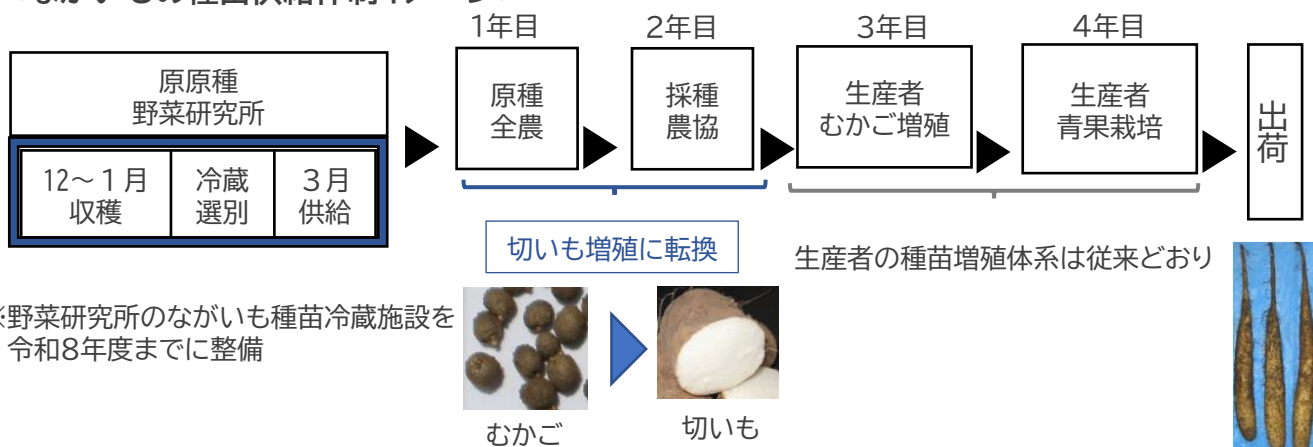 1年目
2年目
3年目
4年目
原原種
野菜研究所
12～1月
収穫
冷蔵
選別
3月
供給
原種
全農
採種
農協
生産者
むかご増殖
生産者
青果栽培
出荷
切いも増殖に転換
生産者の種苗増殖体系は従来どおり
※野菜研究所のながいも種苗冷蔵施設を
令和8年度までに整備
むかご
切いも